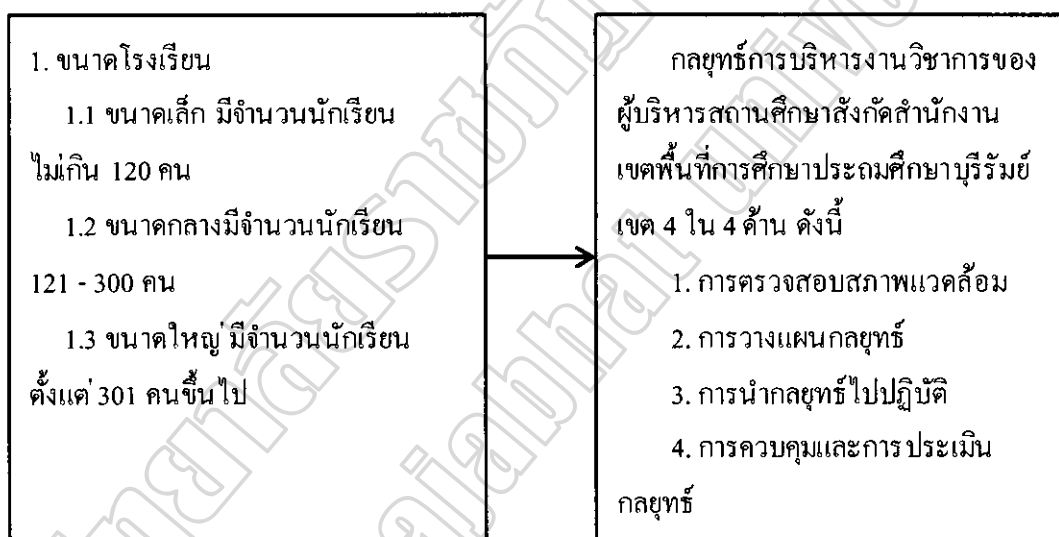 1. ขนาดโรงเรียน
1.1 ขนาดเล็ก มีจำนวนนักเรียน
ไม่เกิน 120 คน
1.2 ขนาดกลางมีจำนวนนักเรียน
121 - 300 คน
1.3 ขนาดใหญ่ มีจำนวนนักเรียน
ตั้งแต่ 301 คนขึ้นไป
กลยุทธ์การบริหารงานวิชาการของ
ผู้บริหารสถานศึกษาสังกัดสำนักงาน
เขตพื้นที่การศึกษาประถมศึกษาบุรีรัมย์
เขต 4 ใน 4 ด้าน ดังนี้
1. การตรวจสอบสภาพแวดล้อม
2. การวางแผนกลยุทธ์
3. การนำกลยุทธ์ไปปฏิบัติ
4. การควบคุมและการประเมิน
กลยุทธ์